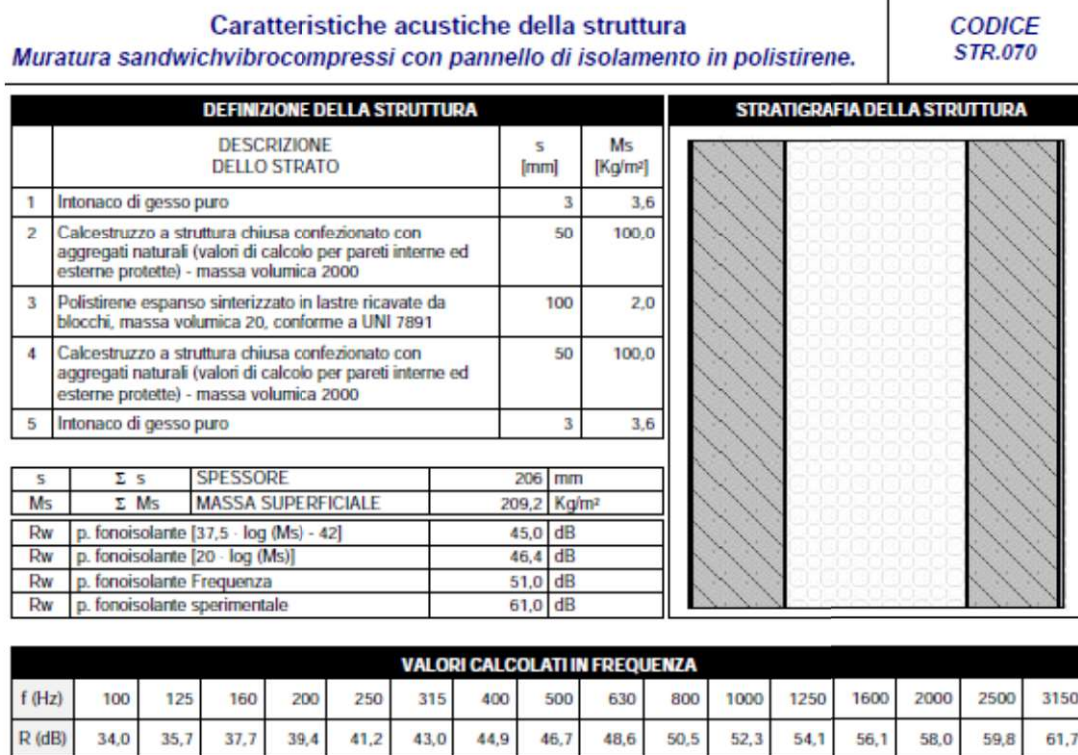 Caratteristiche acustiche della struttura
Muratura sandwichvibrocompressi con pannello di isolamento in polistirene.
CODICE
STR.070
DEFINIZIONE DELLA STRUTTURA
DESCRIZIONE
DELLO STRATO
s
[mm]
Ms
[Kg/m²]
1 Intonaco di gesso puro 3 3,6
2 Calcestruzzo a struttura chiusa confezionato con 50 100,0
aggregati naturali (valori di calcolo per pareti interne ed
esterne protette) - massa volumica 2000
3 Polistirene espanso sinterizzato in lastre ricavate da 100 2,0
blocchi, massa volumica 20, conforme a UNI 7891
4 Calcestruzzo a struttura chiusa confezionato con 50 100,0
aggregati naturali (valori di calcolo per pareti interne ed
esterne protette) - massa volumica 2000
5 Intonaco di gesso puro 3 3,6
STRATIGRAFIA DELLA STRUTTURA
s Σ s SPESSORE 206 mm
Ms Σ Ms MASSA SUPERFICIALE 209,2 Kg/m²
Rw p. fonoisolante [37,5 · log (Ms) - 42] 45,0 dB
Rw p. fonoisolante [20 · log (Ms)] 46,4 dB
Rw p. fonoisolante Frequenza 51,0 dB
Rw p. fonoisolante sperimentale 61,0 dB
VALORI CALCOLATI IN FREQUENZA
f (Hz) 100 125 160 200 250 315 400 500 630 800 1000 1250 1600 2000 2500 3150
R (dB) 34,0 35,7 37,7 39,4 41,2 43,0 44,9 46,7 48,6 50,5 52,3 54,1 56,1 58,0 59,8 61,7